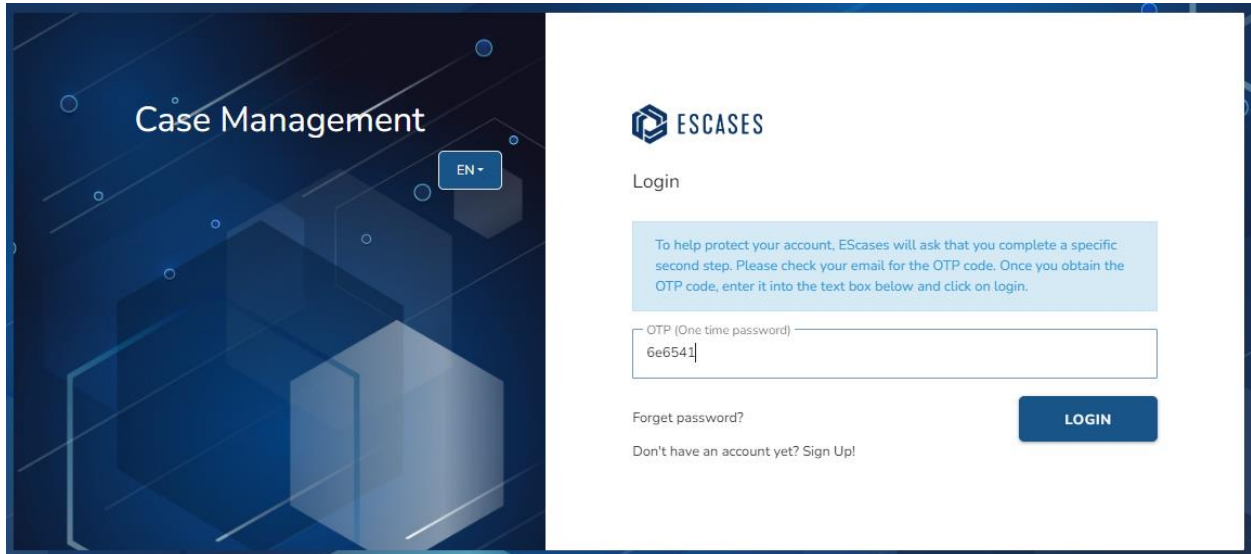 Case Management
EN
ESCASES
Login
To help protect your account, EScases will ask that you complete a specific
second step. Please check your email for the OTP code. Once you obtain the
OTP code, enter it into the text box below and click on login.
OTP (One time password)
6e6541
Forget password?
LOGIN
Don't have an account yet? Sign Up!